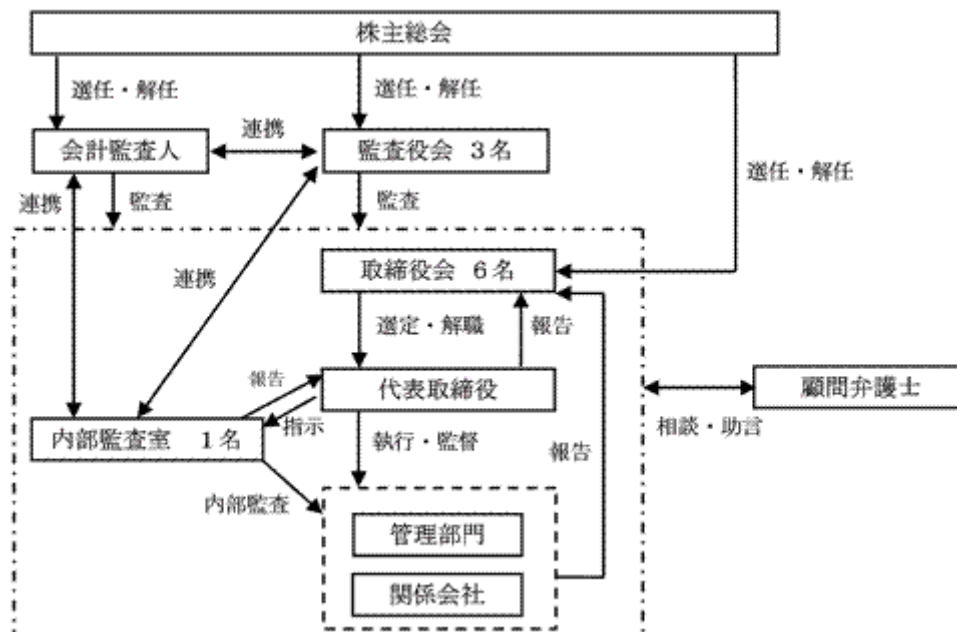 株主総会
選任・解任
選任・解任
選任・解任
会計監査人
連携
監査役会 3名
連携
監査
監査
連携
取締役会 6名
選定・解職
報告
報告
代表取締役
顧問弁護士
指示
内部監査室 1名
執行・監督
報告
相談・助言
内部監査
管理部門
関係会社